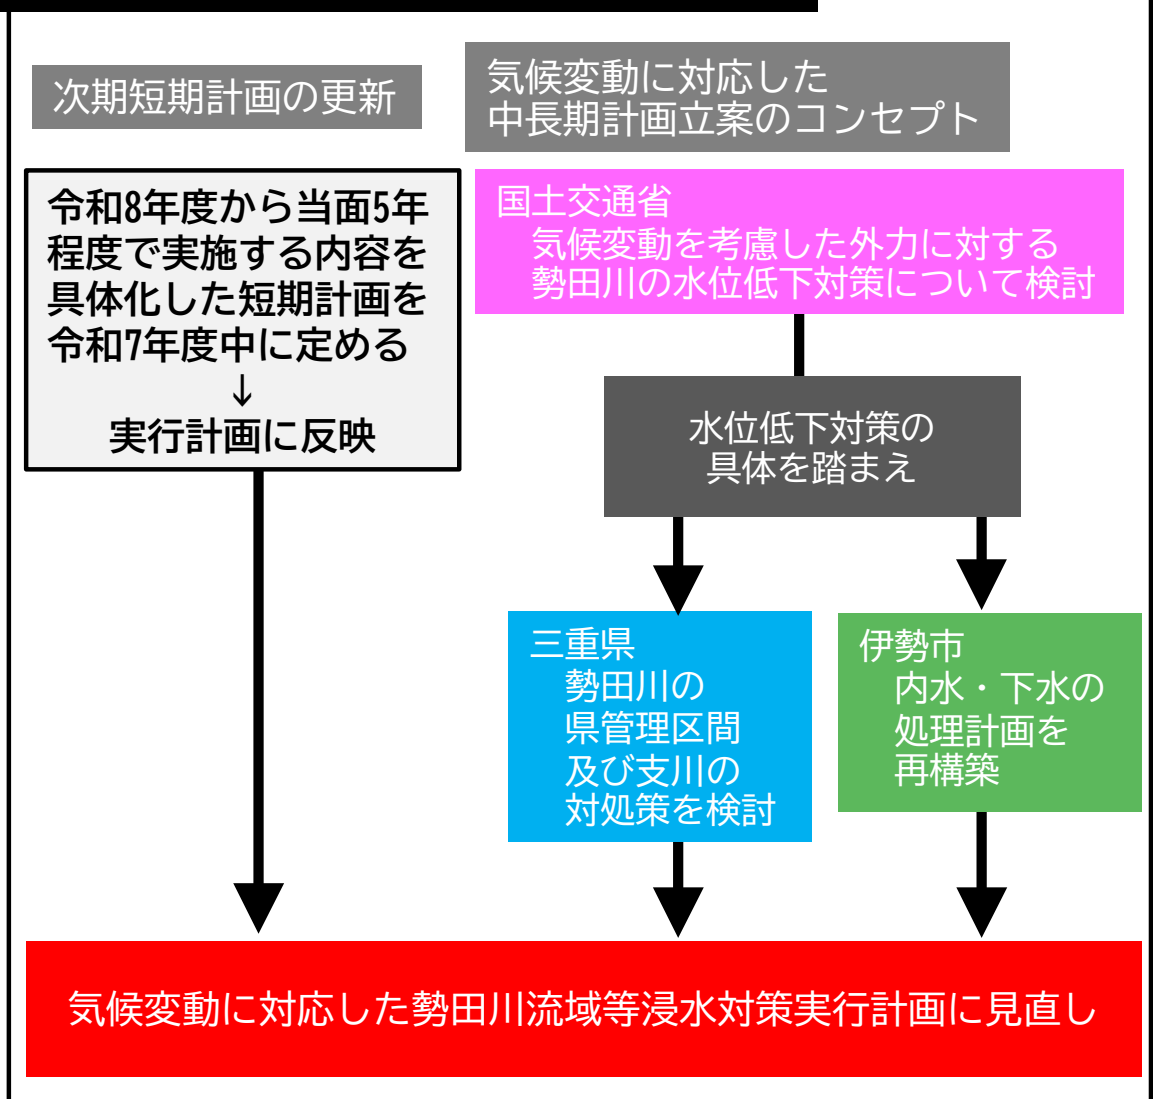 次期短期計画の更新
令和8年度から当面5年
程度で実施する内容を
具体化した短期計画を
令和7年度中に定める
↓
実行計画に反映
気候変動に対応した
中長期計画立案のコンセプト
国土交通省
気候変動を考慮した外力に対する
勢田川の水位低下対策について検討
水位低下対策の
具体を踏まえ
三重県
勢田川の
県管理区間
及び支川の
対処策を検討
伊勢市
内水・下水の
処理計画を
再構築
気候変動に対応した勢田川流域等浸水対策実行計画に見直し